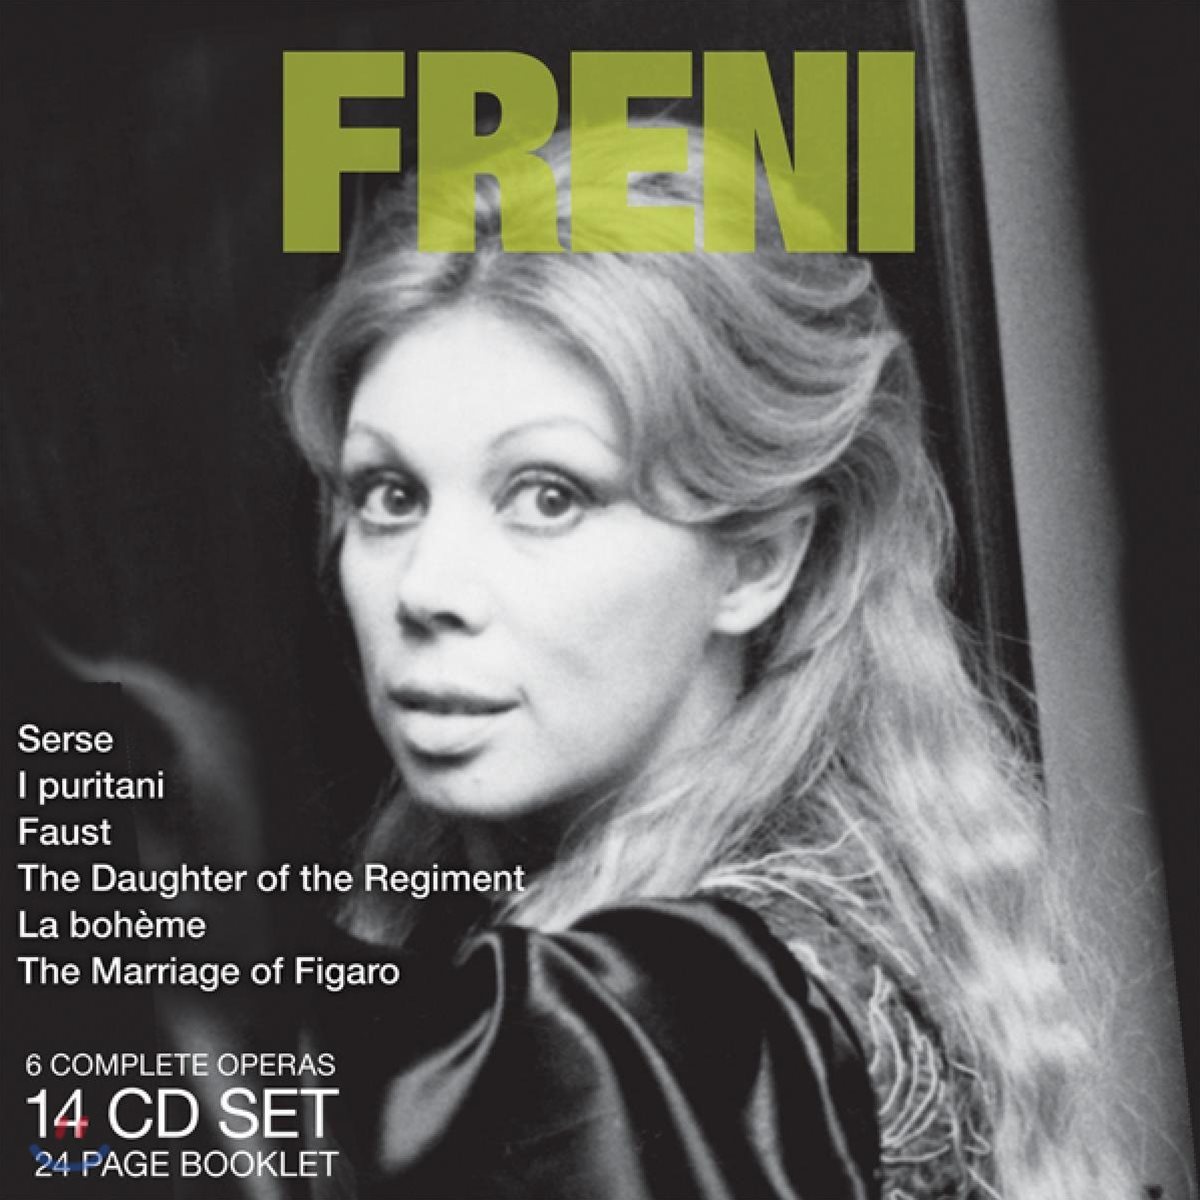 FRENI
Serse
I puritani
Faust
The Daughter of the Regiment
La bohème
The Marriage of Figaro
6 COMPLETE OPERAS
14 CD SET
24 PAGE BOOKLET